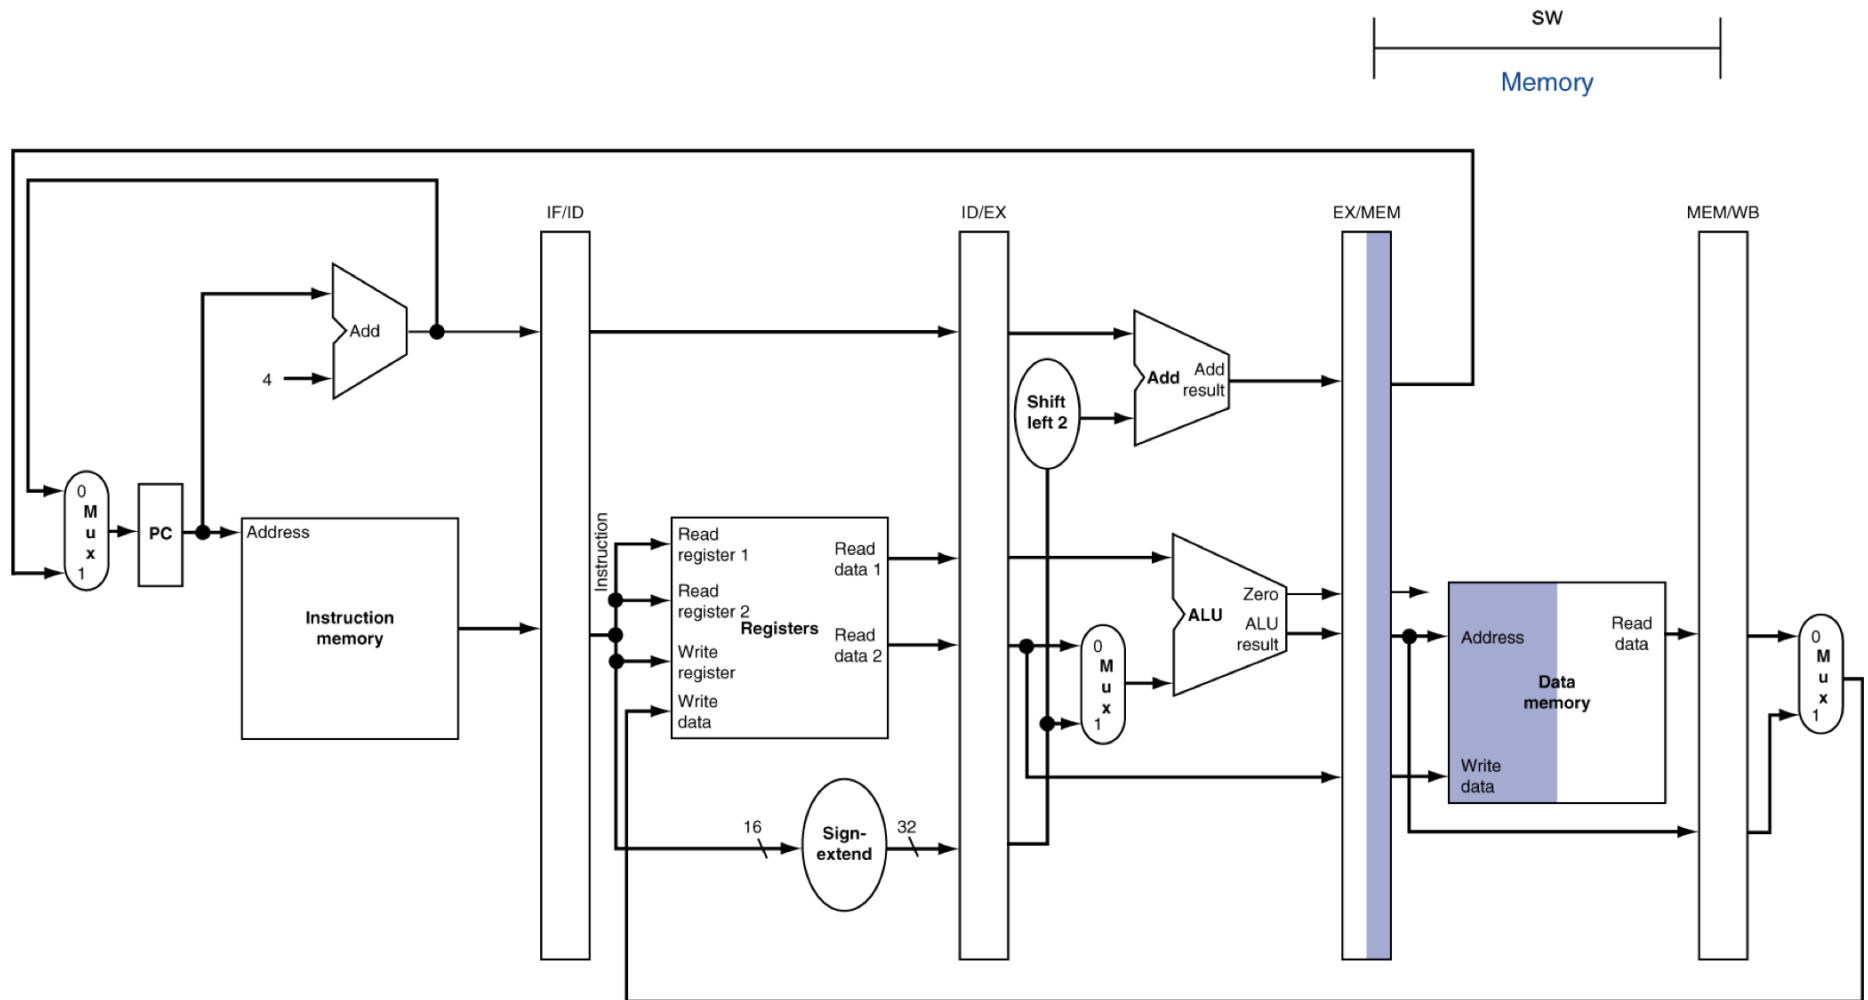 SW
Memory
IF/ID
ID/EX
EX/MEM
MEM/WB
Add
4
Add
Add
result
Shift
left 2
0
M
u
x
1
PC
Address
Instruction
memory
Instruction
Read
register 1
Read
register 2
Write
register
Write
data
Registers
Read
data 1
Read
data 2
16
Sign-
extend
32
0
M
u
x
1
ALU
Zero
ALU
result
Address
Read
data
Data
memory
Write
data
0
M
u
x
1